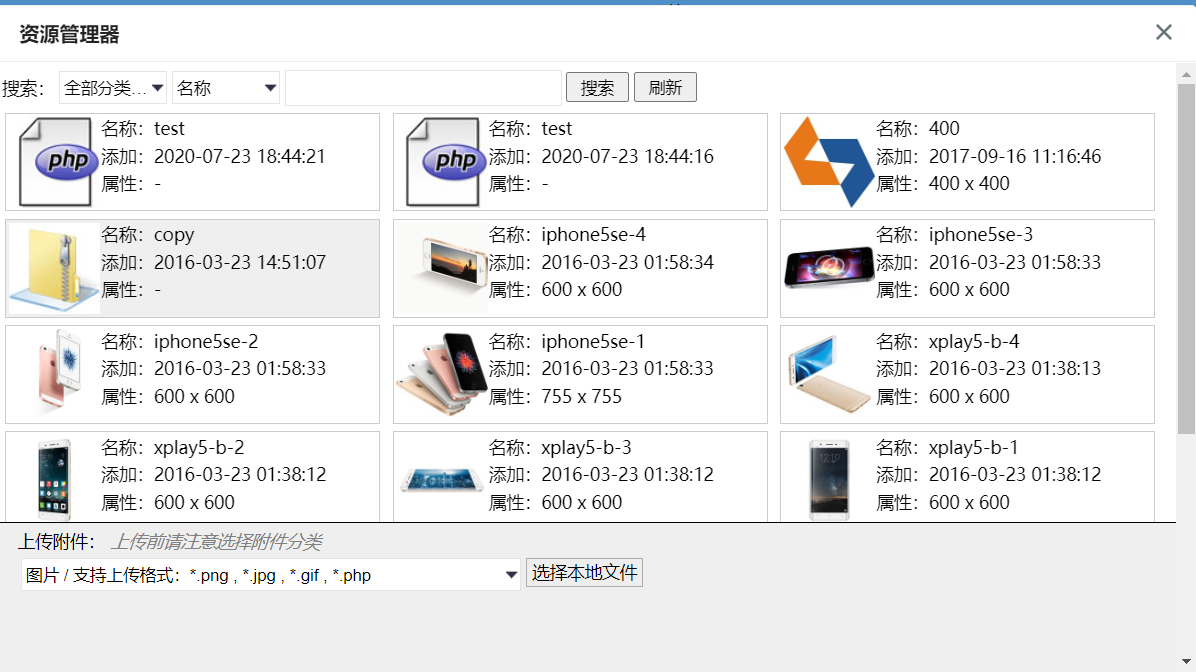 资源管理器
搜索： 全部分类... 名称 搜索 刷新
php 名称：test php 名称：test 名称：400
添加：2020-07-23 18:44:21 添加：2020-07-23 18:44:16 添加：2017-09-16 11:16:46
属性：- 属性：- 属性：400 x 400
名称：copy 名称：iphone5se-4 名称：iphone5se-3
添加：2016-03-23 14:51:07 添加：2016-03-23 01:58:34 添加：2016-03-23 01:58:33
属性：- 属性：600 x 600 属性：600 x 600
名称：iphone5se-2 名称：iphone5se-1 名称：xplay5-b-4
添加：2016-03-23 01:58:33 添加：2016-03-23 01:58:33 添加：2016-03-23 01:38:13
属性：600 x 600 属性：755 x 755 属性：600 x 600
名称：xplay5-b-2 名称：xplay5-b-3 名称：xplay5-b-1
添加：2016-03-23 01:38:12 添加：2016-03-23 01:38:12 添加：2016-03-23 01:38:12
属性：600 x 600 属性：600 x 600 属性：600 x 600
上传附件： 上传前请注意选择附件分类
图片 / 支持上传格式：*.png , *.jpg , *.gif , *.php 选择本地文件